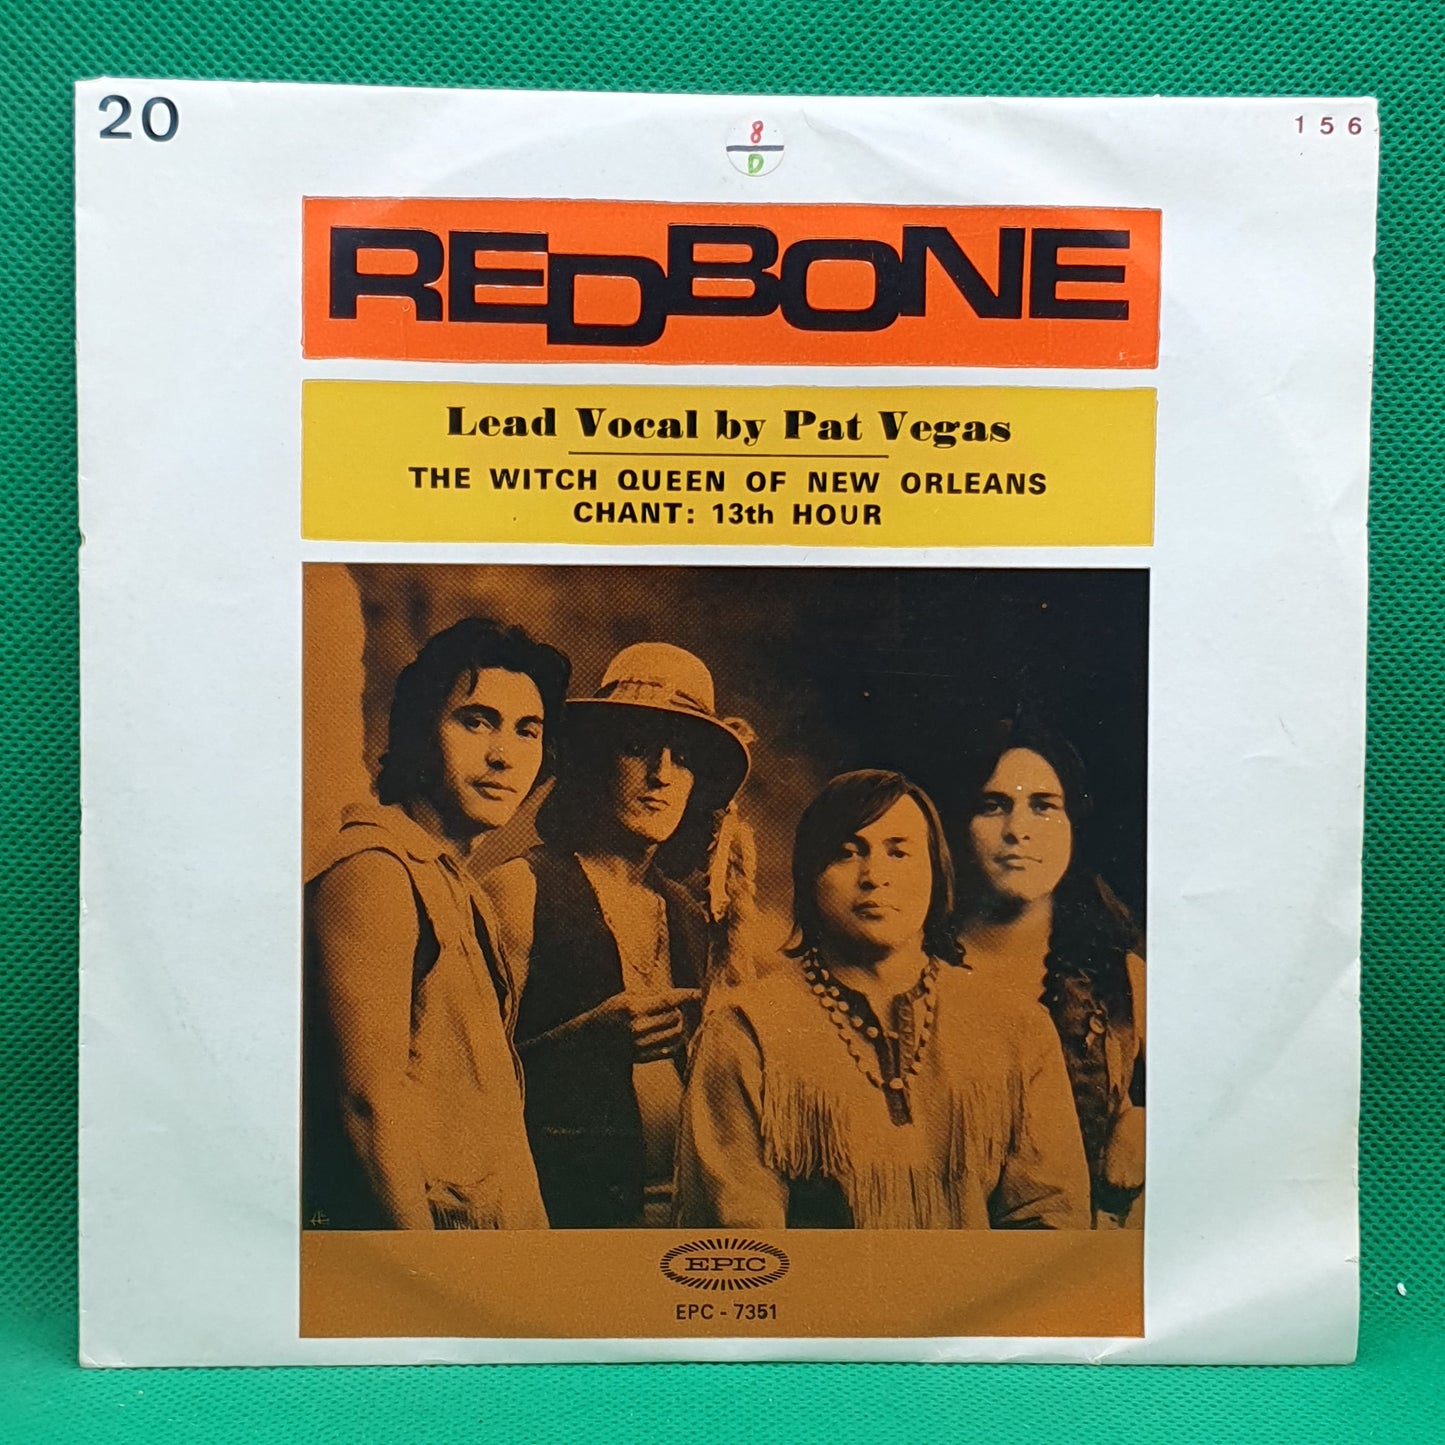 20
156
8
D
REDBONE
Lead Vocal by Pat Vegas
THE WITCH QUEEN OF NEW ORLEANS
CHANT: 13th HOUR
EPIC
EPC - 7351